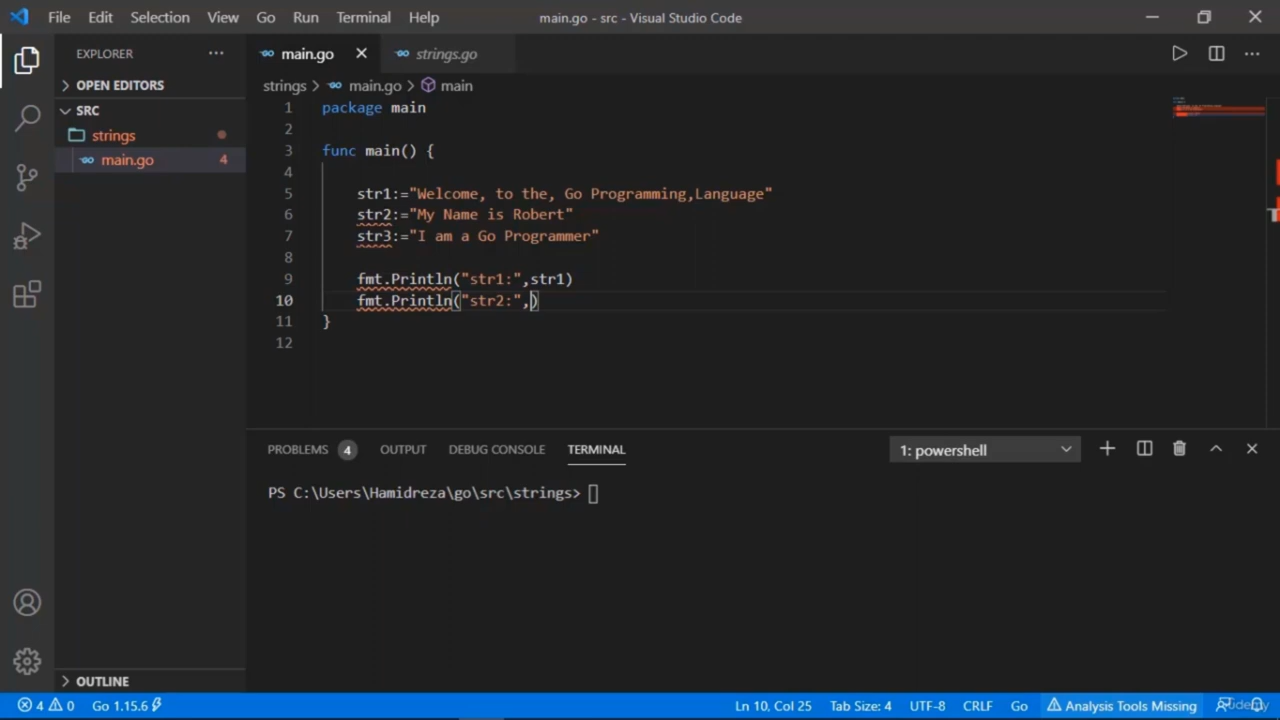 File Edit Selection View Go Run Terminal Help main.go - src - Visual Studio Code
EXPLORER
main.go strings.go
OPEN EDITORS
strings > main.go > main
SRC
strings
main.go 4
1 package main
2
3 func main() {
4
5 str1:="Welcome, to the, Go Programming,Language"
6 str2:="My Name is Robert"
7 str3:="I am a Go Programmer"
8
9 fmt.Println("str1:",str1)
10 fmt.Println("str2:",)
11 }
12
PROBLEMS 4 OUTPUT DEBUG CONSOLE TERMINAL 1: powershell
PS C:\Users\Hamidreza\go\src\strings>
OUTLINE
4 0 Go 1.15.6 Ln 10, Col 25 Tab Size: 4 UTF-8 CRLF Go Analysis Tools Missing
Udemy